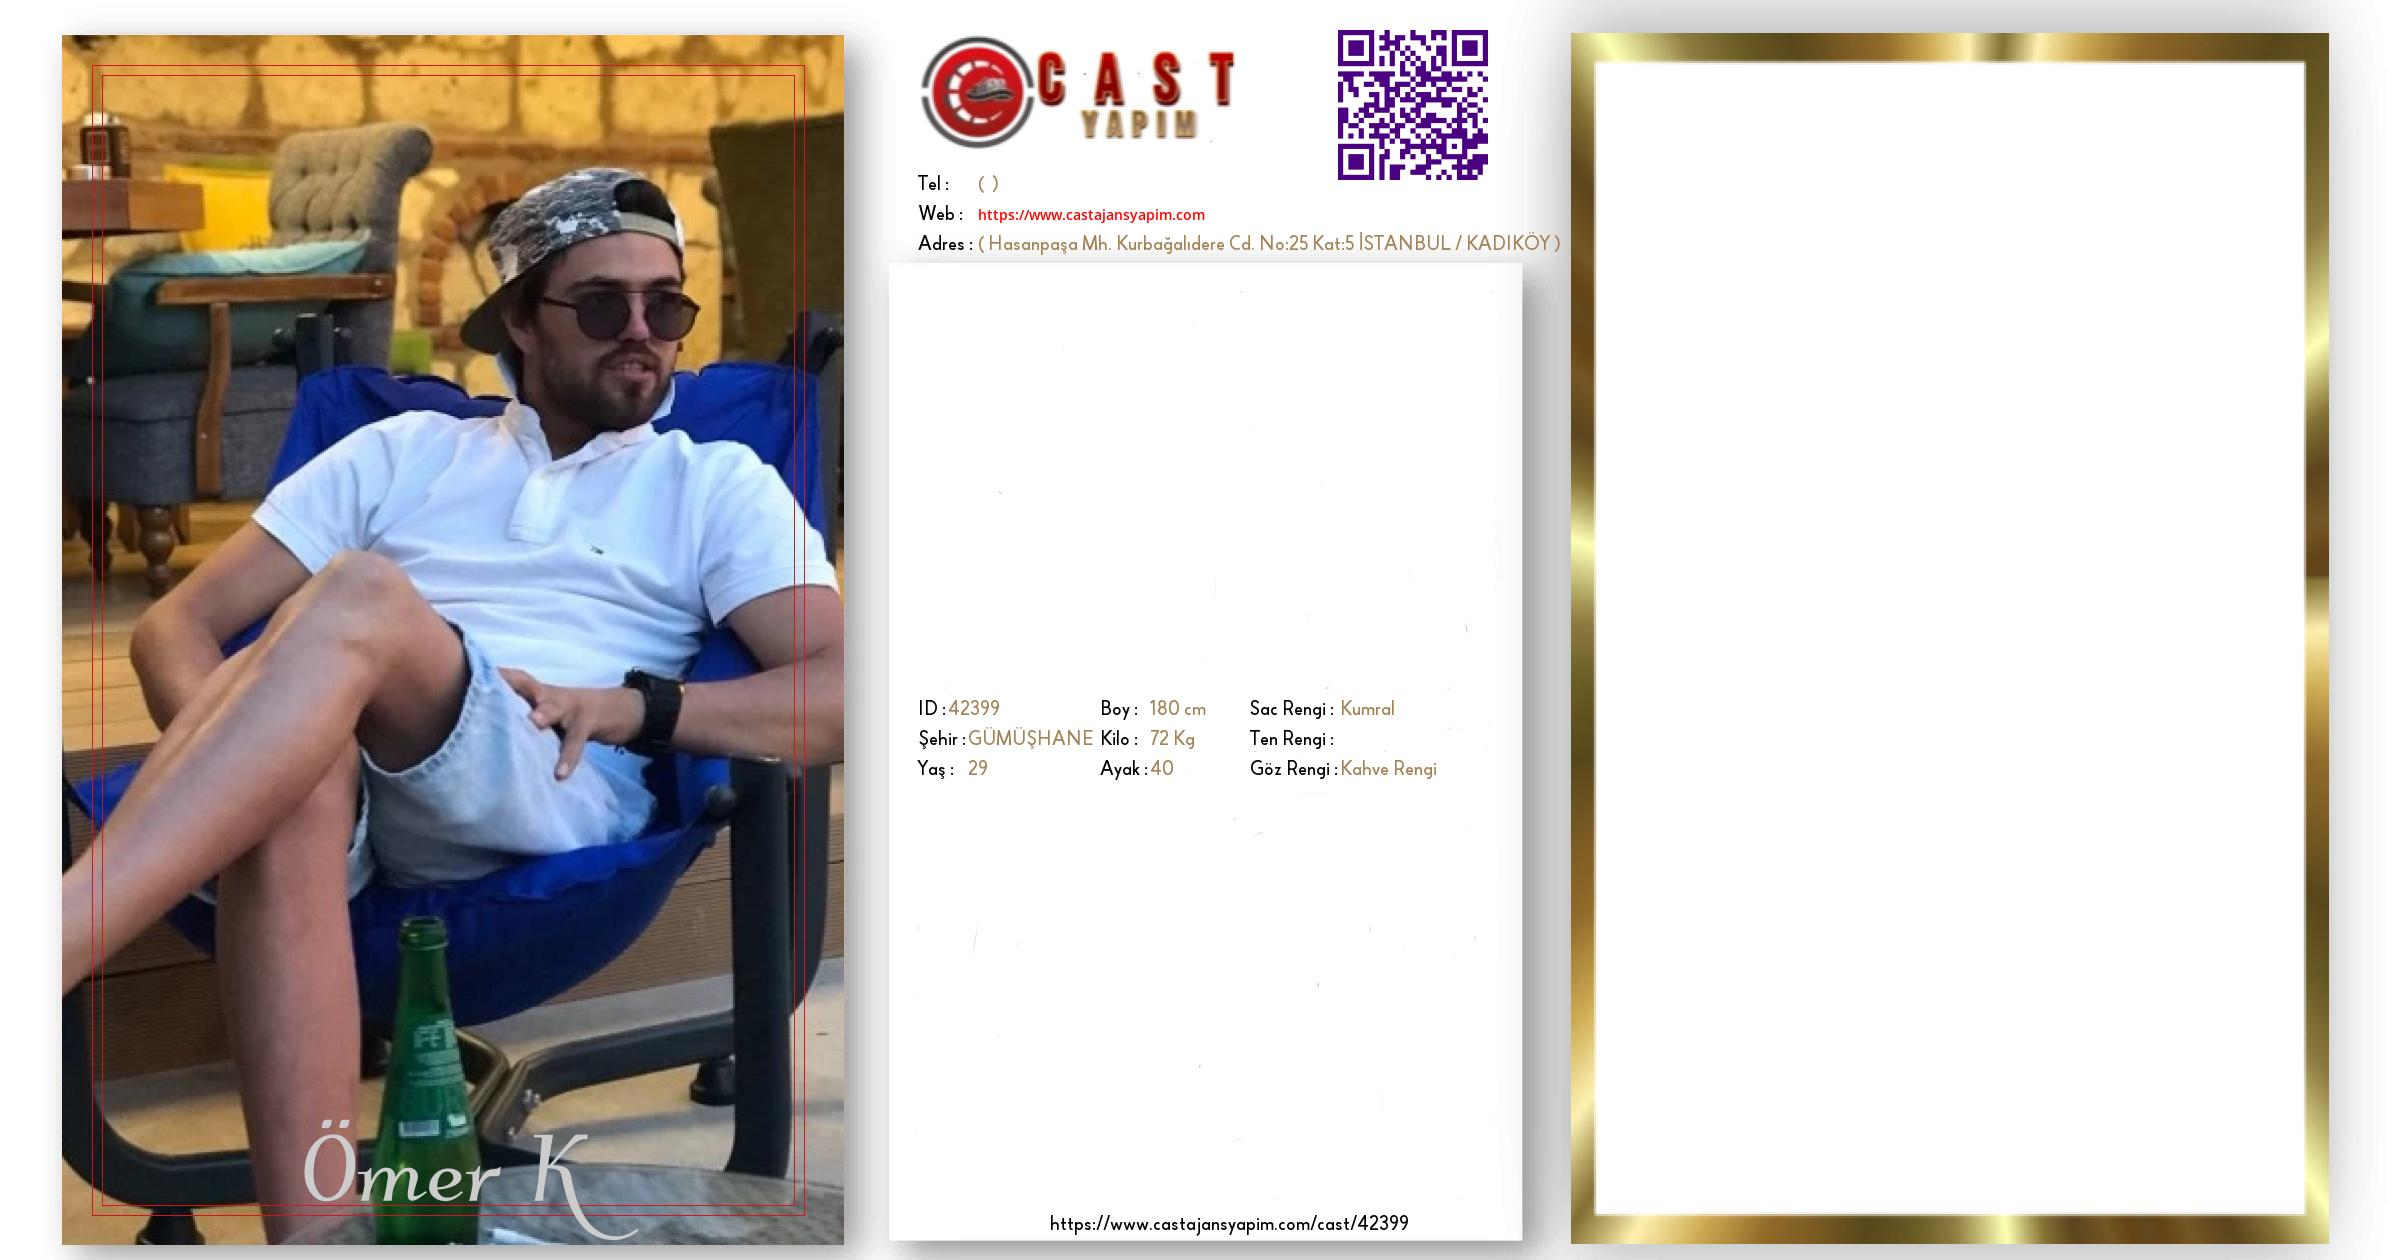 Ömer K
CAST
YAPIM
Tel : ( )
Web : https://www.castajansyapim.com
Adres : ( Hasanpaşa Mh. Kurbağalıdere Cd. No:25 Kat:5 İSTANBUL / KADIKÖY )
ID : 42399 Boy : 180 cm Sac Rengi : Kumral
Şehir : GÜMÜŞHANE Kilo : 72 Kg Ten Rengi :
Yaş : 29 Ayak : 40 Göz Rengi : Kahve Rengi
https://www.castajansyapim.com/cast/42399